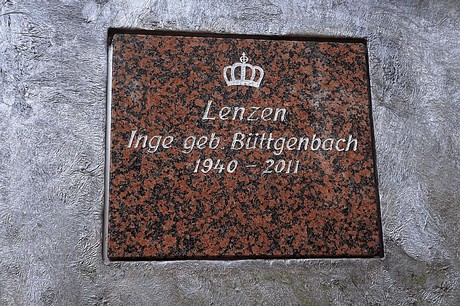 Lenzen
Inge geb Büttgenbach
1940 - 2011